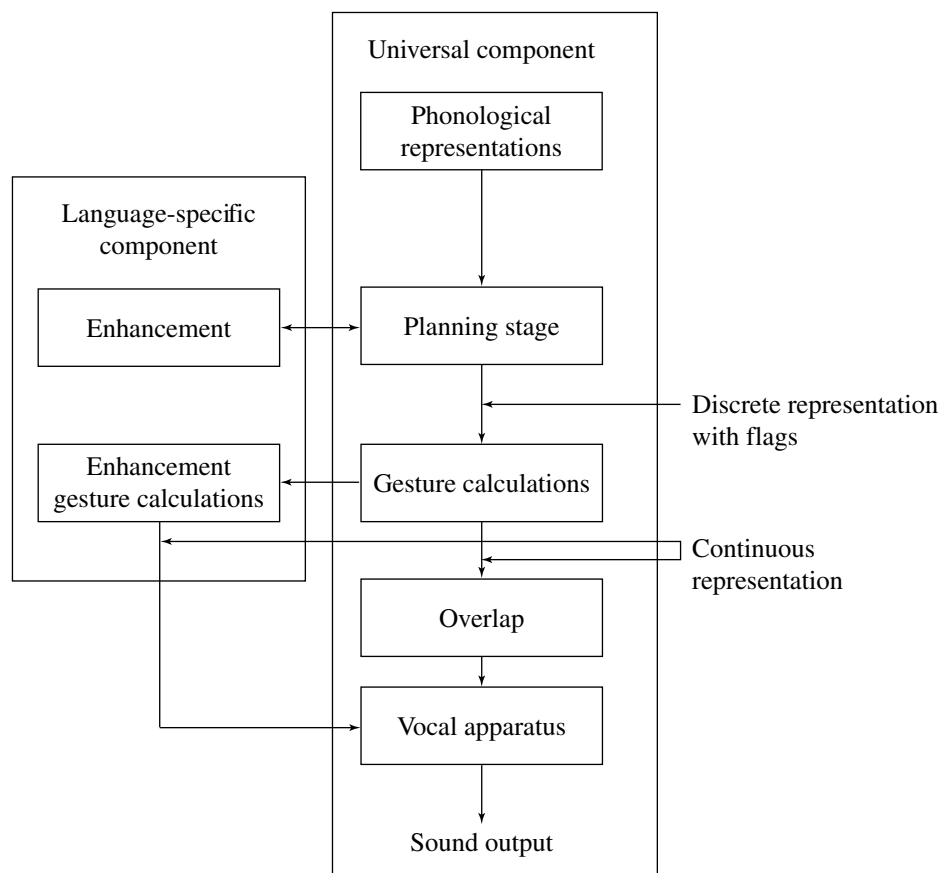 Universal component
Phonological
representations
Language-specific
component
Enhancement
Planning stage
Discrete representation
with flags
Enhancement
gesture calculations
Gesture calculations
Continuous
representation
Overlap
Vocal apparatus
Sound output